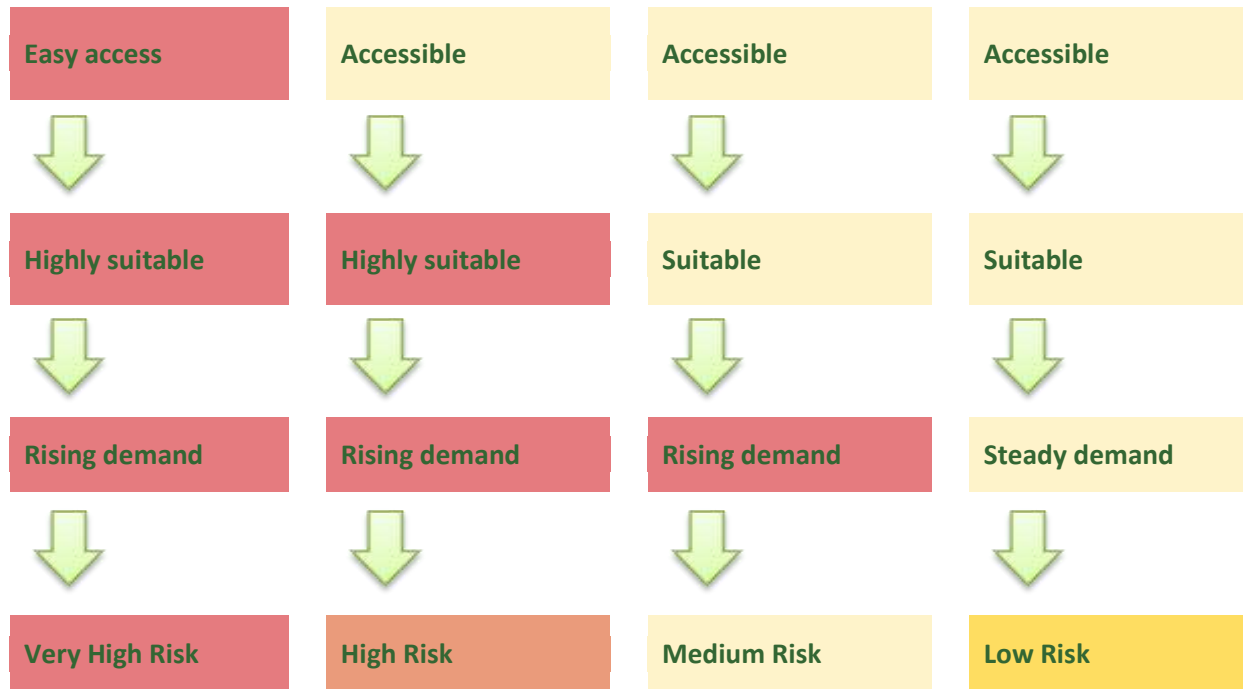 Easy access
Accessible
Accessible
Accessible
Highly suitable
Highly suitable
Suitable
Suitable
Rising demand
Rising demand
Rising demand
Steady demand
Very High Risk
High Risk
Medium Risk
Low Risk